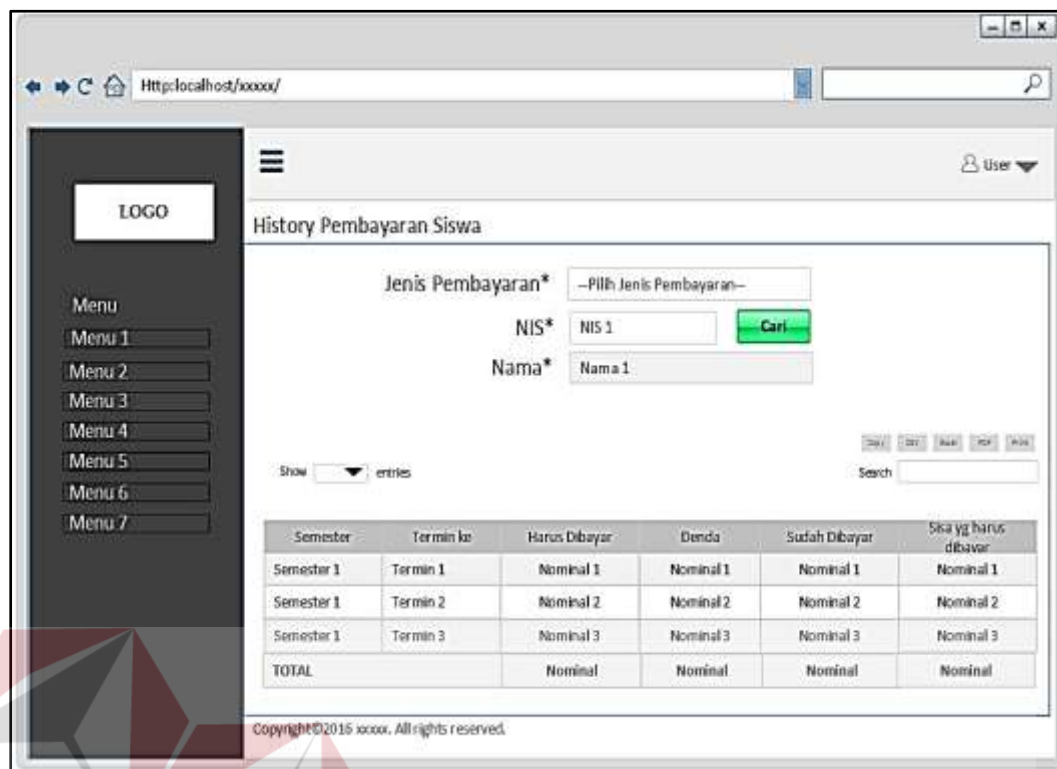 Http:localhost/xxxxx/
User
LOGO
History Pembayaran Siswa
Jenis Pembayaran* --Pilih Jenis Pembayaran--
NIS* NIS 1 Cari
Nama* Nama 1
Menu
Menu 1
Menu 2
Menu 3
Menu 4
Menu 5
Menu 6
Menu 7
Copy CSV PDF Print
Show entries Search
Semester Termin ke Harus Dibayar Denda Sudah Dibayar Sisa yg harus dibayar
Semester 1 Termin 1 Nominal 1 Nominal 1 Nominal 1 Nominal 1
Semester 1 Termin 2 Nominal 2 Nominal 2 Nominal 2 Nominal 2
Semester 1 Termin 3 Nominal 3 Nominal 3 Nominal 3 Nominal 3
TOTAL Nominal Nominal Nominal Nominal
Copyright©2016 xxxxx. All rights reserved.